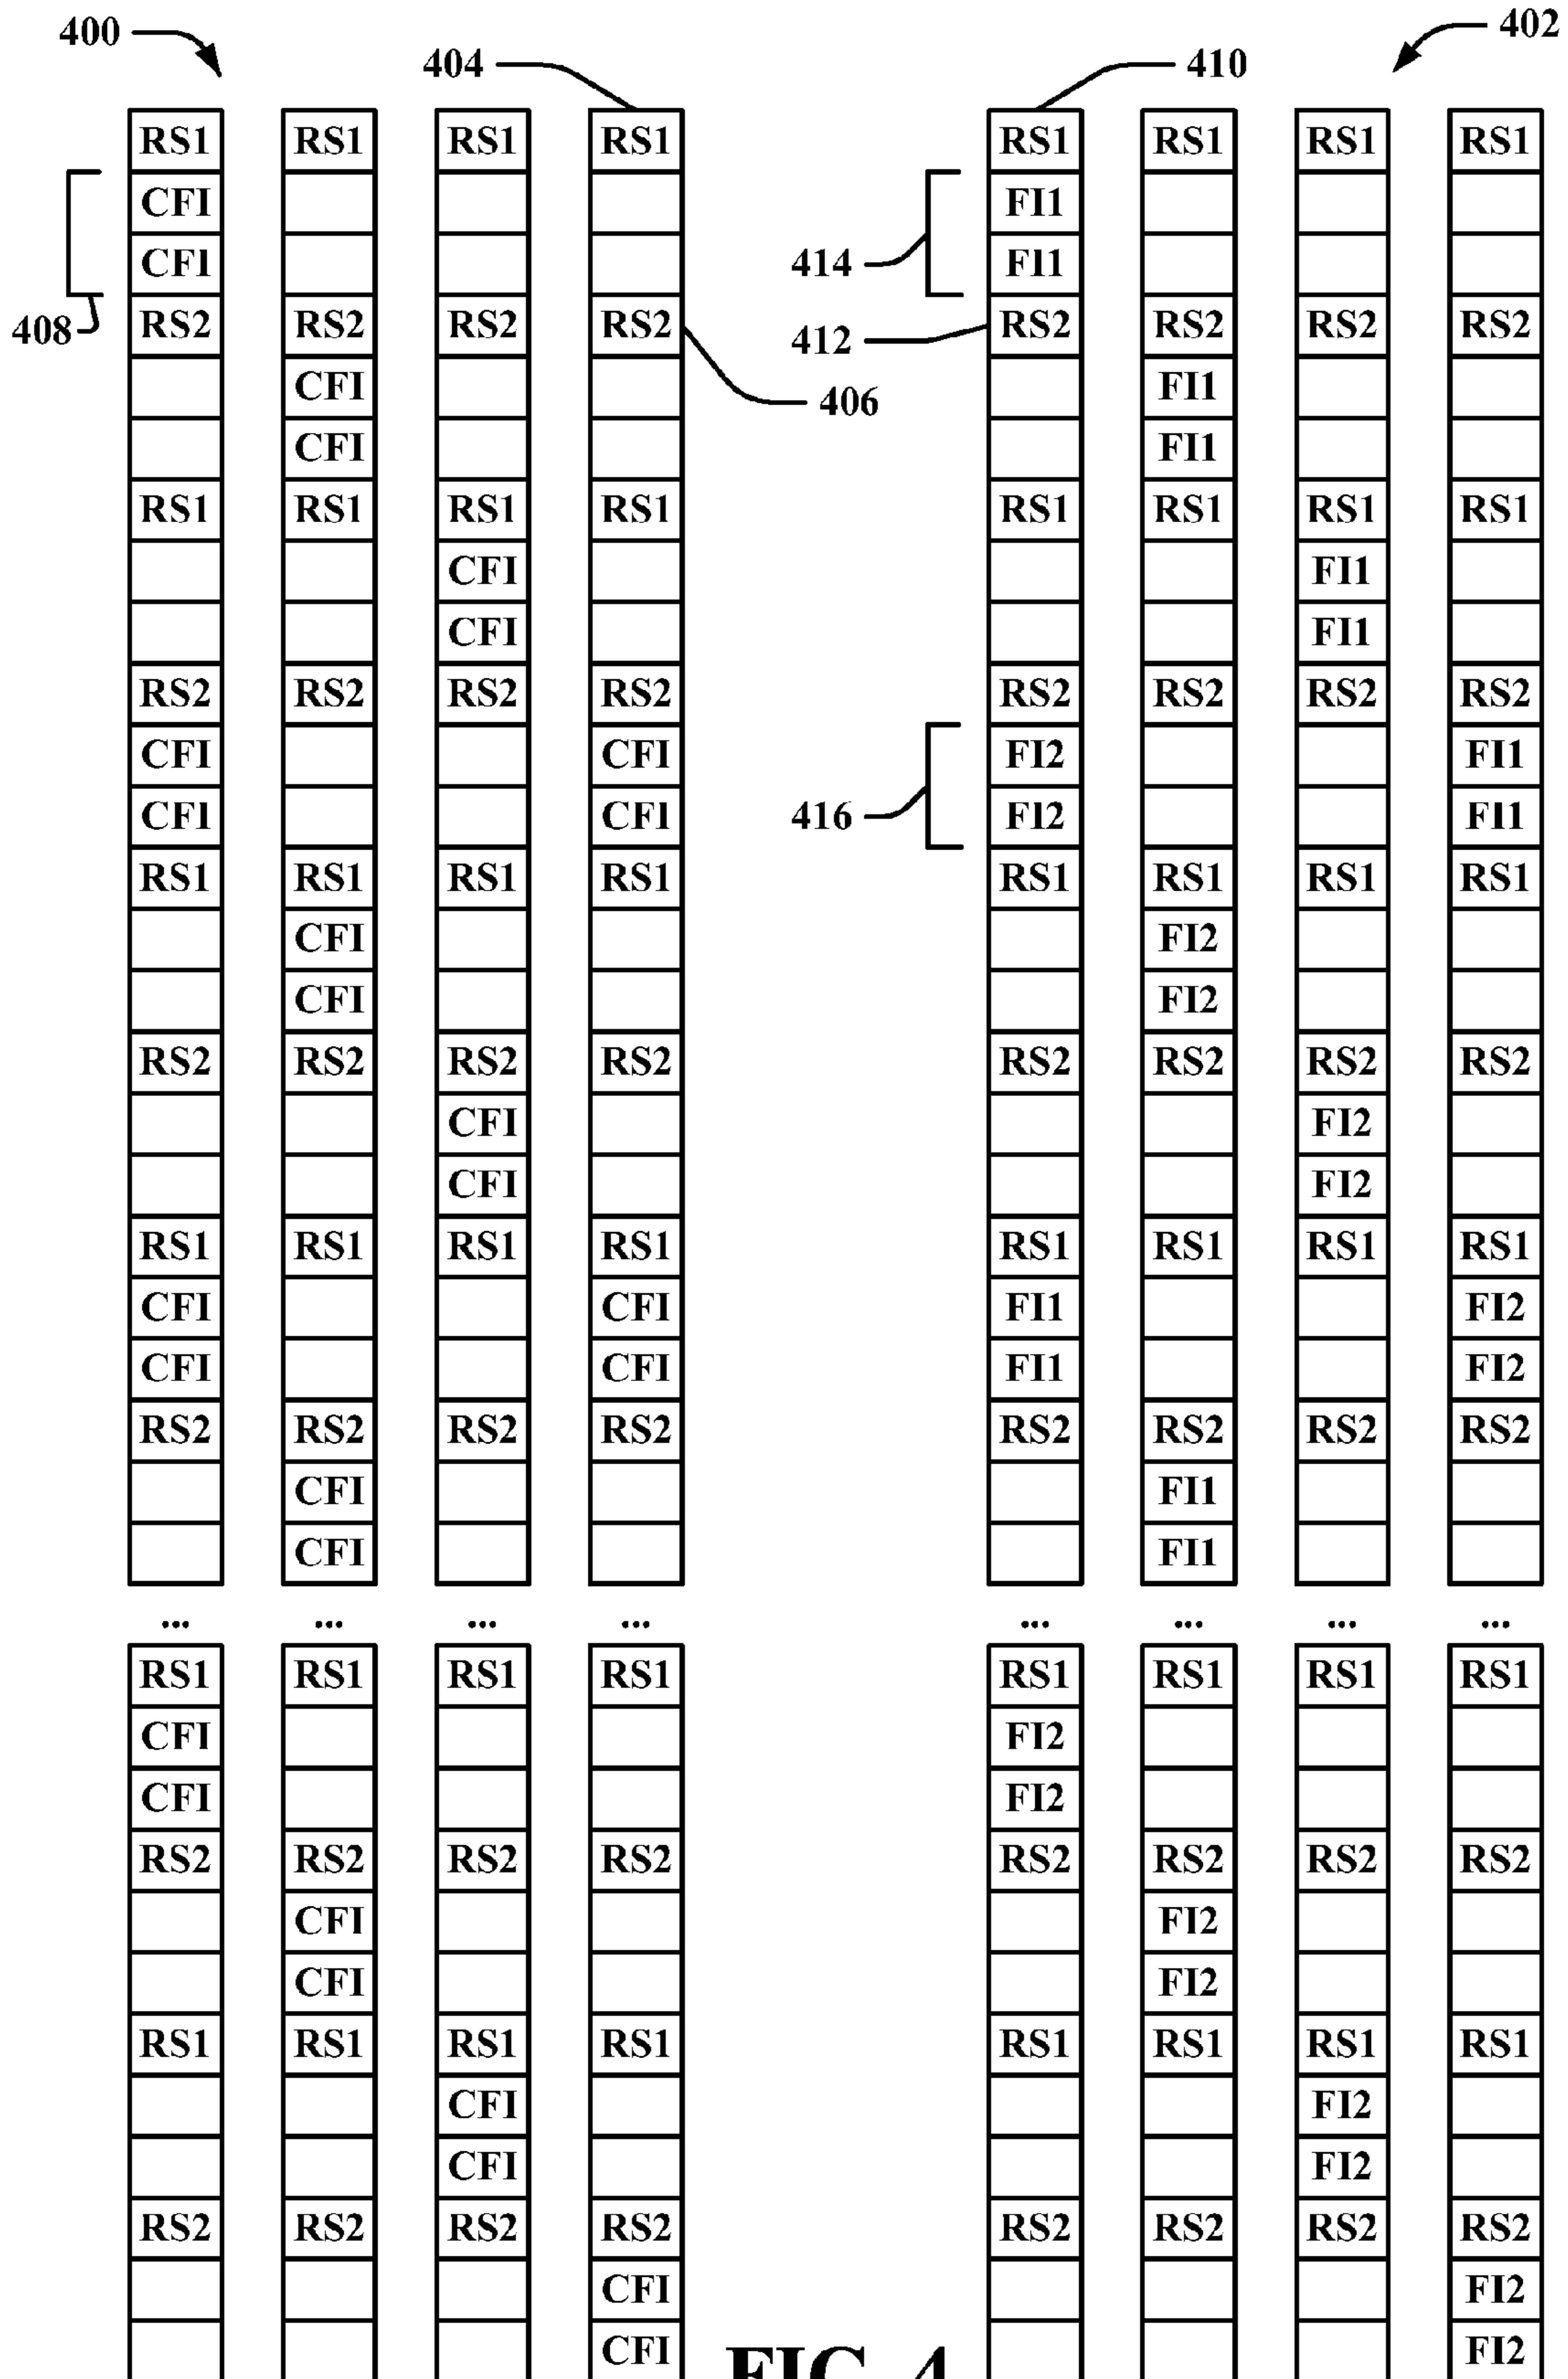 400 404 410 402
RS1 RS1 RS1 RS1 RS1 RS1 RS1 RS1
CFI FI1
CFI 414 FI1
408 RS2 RS2 RS2 RS2 412 RS2 RS2 RS2 RS2
CFI 406 FI1
CFI FI1
RS1 RS1 RS1 RS1 RS1 RS1 RS1 RS1
CFI FI1
CFI FI1
RS2 RS2 RS2 RS2 RS2 RS2 RS2 RS2
CFI CFI FI2 FI1
CFI CFI 416 FI2 FI1
RS1 RS1 RS1 RS1 RS1 RS1 RS1 RS1
CFI FI2
CFI FI2
RS2 RS2 RS2 RS2 RS2 RS2 RS2 RS2
CFI FI2
CFI FI2
RS1 RS1 RS1 RS1 RS1 RS1 RS1 RS1
CFI CFI FI1 FI2
CFI CFI FI1 FI2
RS2 RS2 RS2 RS2 RS2 RS2 RS2 RS2
CFI FI1
CFI FI1
... ... ... ... ... ... ... ...
RS1 RS1 RS1 RS1 RS1 RS1 RS1 RS1
CFI FI2
CFI FI2
RS2 RS2 RS2 RS2 RS2 RS2 RS2 RS2
CFI FI2
CFI FI2
RS1 RS1 RS1 RS1 RS1 RS1 RS1 RS1
CFI FI2
CFI FI2
RS2 RS2 RS2 RS2 RS2 RS2 RS2 RS2
CFI FI2
CFI FIG. 4 FI2